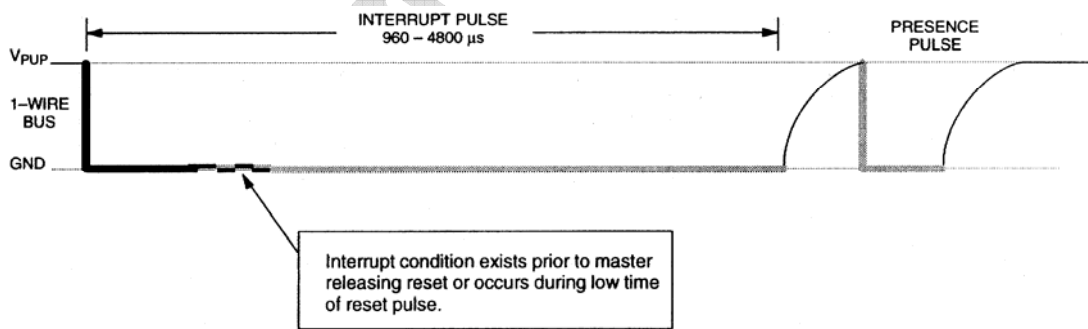 INTERRUPT PULSE
960 – 4800 µs
PRESENCE
PULSE
VPUP
1–WIRE
BUS
GND
Interrupt condition exists prior to master
releasing reset or occurs during low time
of reset pulse.